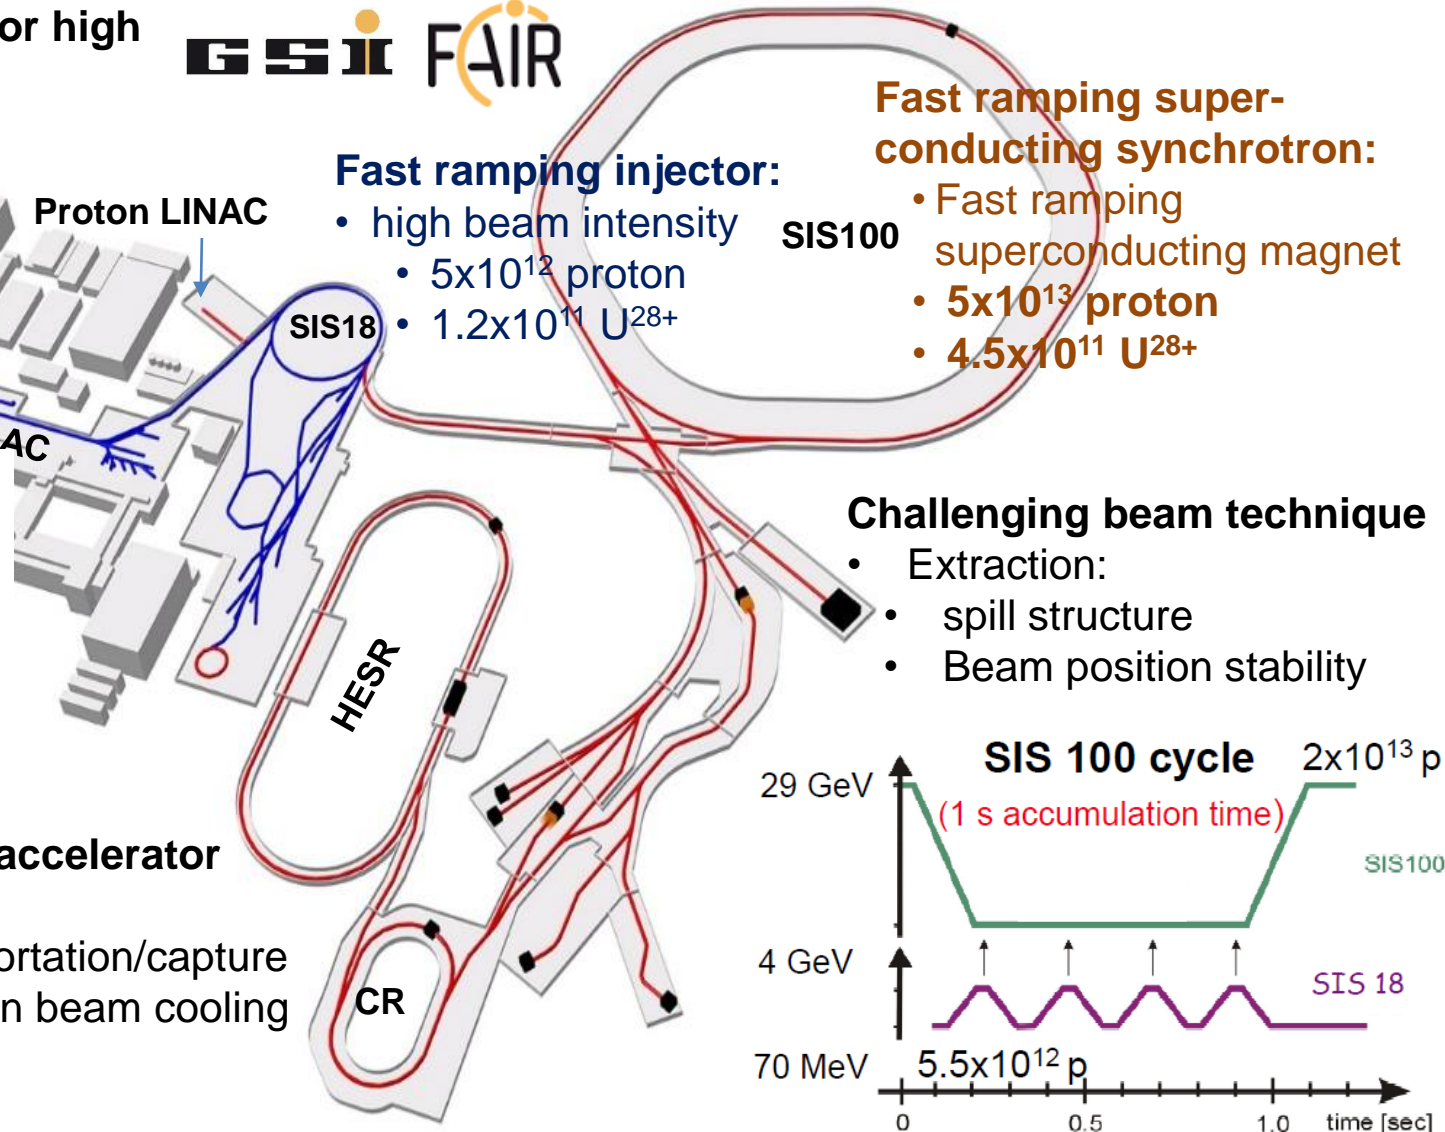 or high
GSI FAIR
Fast ramping super-
conducting synchrotron:
• Fast ramping
superconducting magnet
• 5x10¹³ proton
• 4.5x10¹¹ U²⁸⁺
Fast ramping injector:
• high beam intensity
• 5x10¹² proton
• 1.2x10¹¹ U²⁸⁺
Proton LINAC
SIS100
SIS18
AC
Challenging beam technique
• Extraction:
• spill structure
• Beam position stability
HESR
accelerator
ortation/capture
n beam cooling
CR
SIS 100 cycle
2x10¹³ p
29 GeV
(1 s accumulation time)
SIS100
4 GeV
SIS 18
70 MeV
5.5x10¹² p
0
0.5
1.0
time [sec]